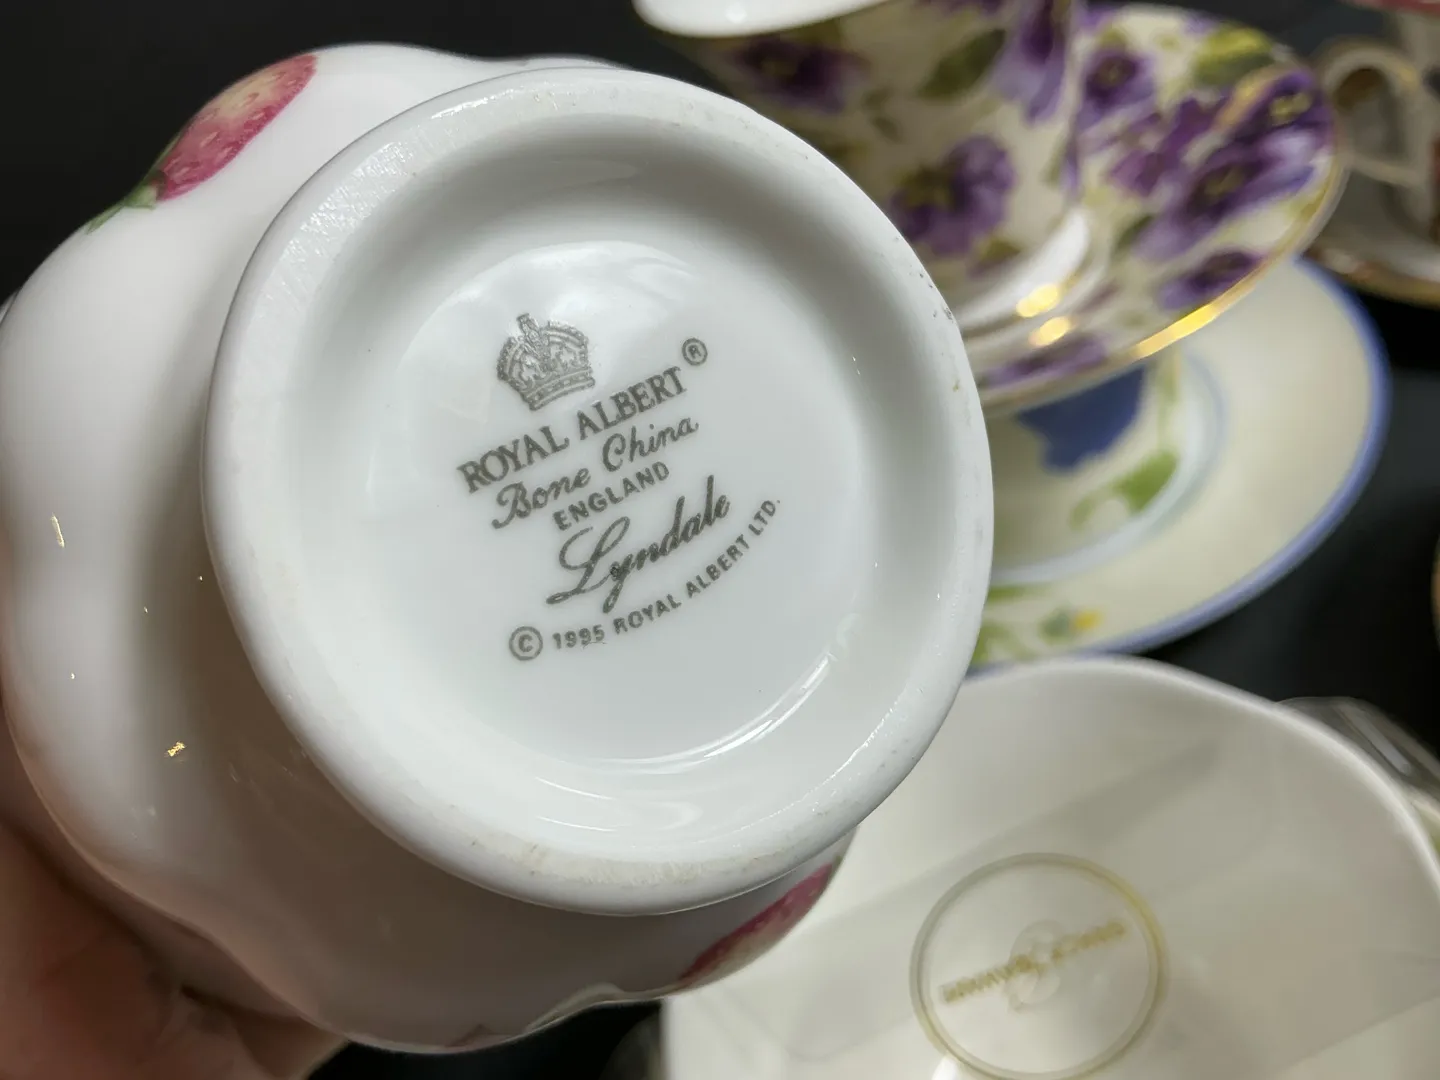 ROYAL ALBERT ®
Bone China
ENGLAND
Lyndale
© 1995 ROYAL ALBERT LTD.